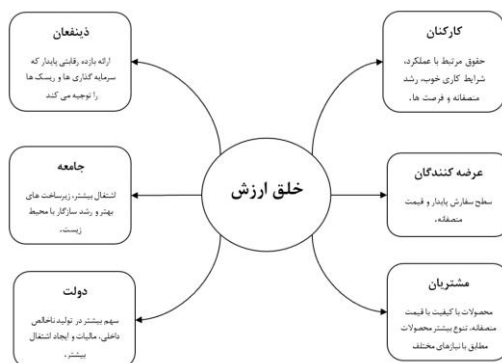 کارکنان
حقوق مرتبط با عملکرد،
شرایط کاری خوب، رشد
منصفانه و فرصت ها.
عرضه کنندگان
سطح سفارش پایدار و قیمت
منصفانه.
مشتریان
محصولات با کیفیت با قیمت
منصفانه، تنوع بیشتر محصولات
مطابق با نیازهای مختلف
خلق ارزش
ذینفعان
ارائه بازده رقابتی پایدار که
سرمایه گذاری ها و ریسک ها
را توجیه می کند
جامعه
اشتغال بیشتر، زیرساخت های
بهتر و رشد سازگار با محیط
زیست.
دولت
سهم بیشتر در تولید ناخالص
داخلی، مالیات و ایجاد اشتغال
بیشتر.